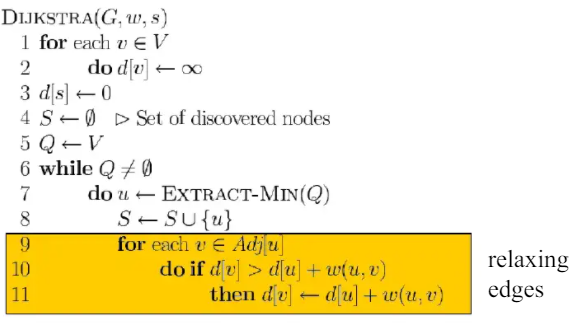 DIJKSTRA(G, w, s)
1 for each v ∈ V
2 do d[v] ← ∞
3 d[s] ← 0
4 S ← ∅ ▷ Set of discovered nodes
5 Q ← V
6 while Q ≠ ∅
7 do u ← EXTRACT-MIN(Q)
8 S ← S ∪ {u}
9 for each v ∈ Adj[u]
10 do if d[v] > d[u] + w(u, v)
11 then d[v] ← d[u] + w(u, v)
relaxing
edges